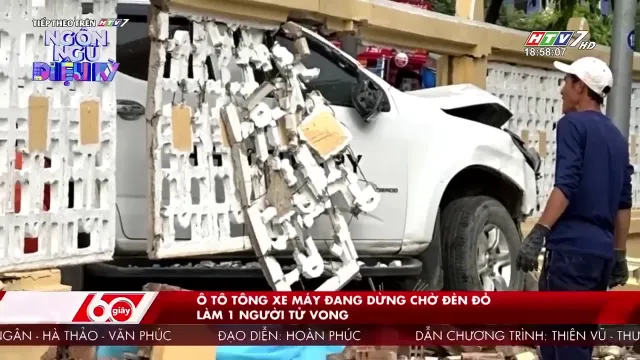 TIẾP THEO TRÊN HTV7
NGÔN
NGỮ
DIỆU KỲ
HTV7 HD
18:58:07
60 giây
Ô TÔ TÔNG XE MÁY ĐANG DỪNG CHỜ ĐÈN ĐỎ
LÀM 1 NGƯỜI TỬ VONG
NGÂN - HÀ THẢO - VĂN PHÚC ĐẠO DIỄN: HOÀN PHÚC DẪN CHƯƠNG TRÌNH: THIÊN VŨ - THU